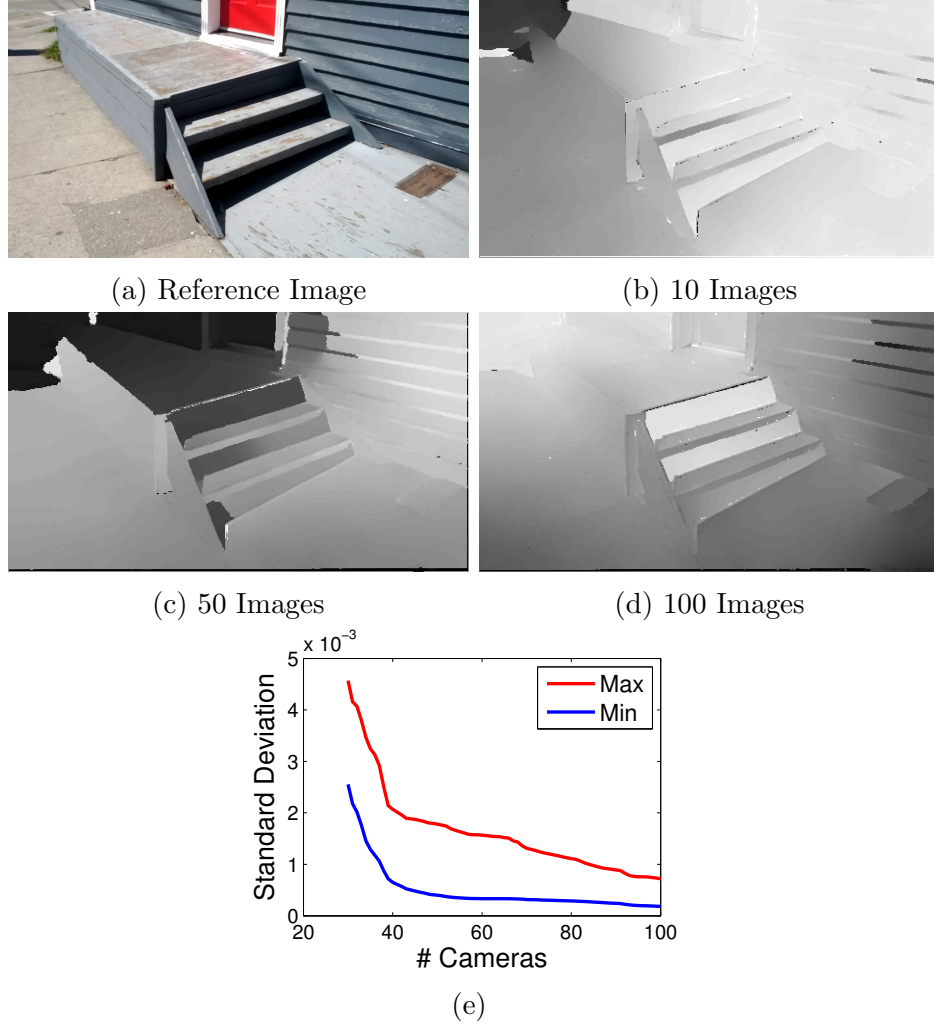 (a) Reference Image
(b) 10 Images
(c) 50 Images
(d) 100 Images
x 10⁻³
5
4
3
2
1
0
Standard Deviation
Max
Min
20 40 60 80 100
# Cameras
(e)